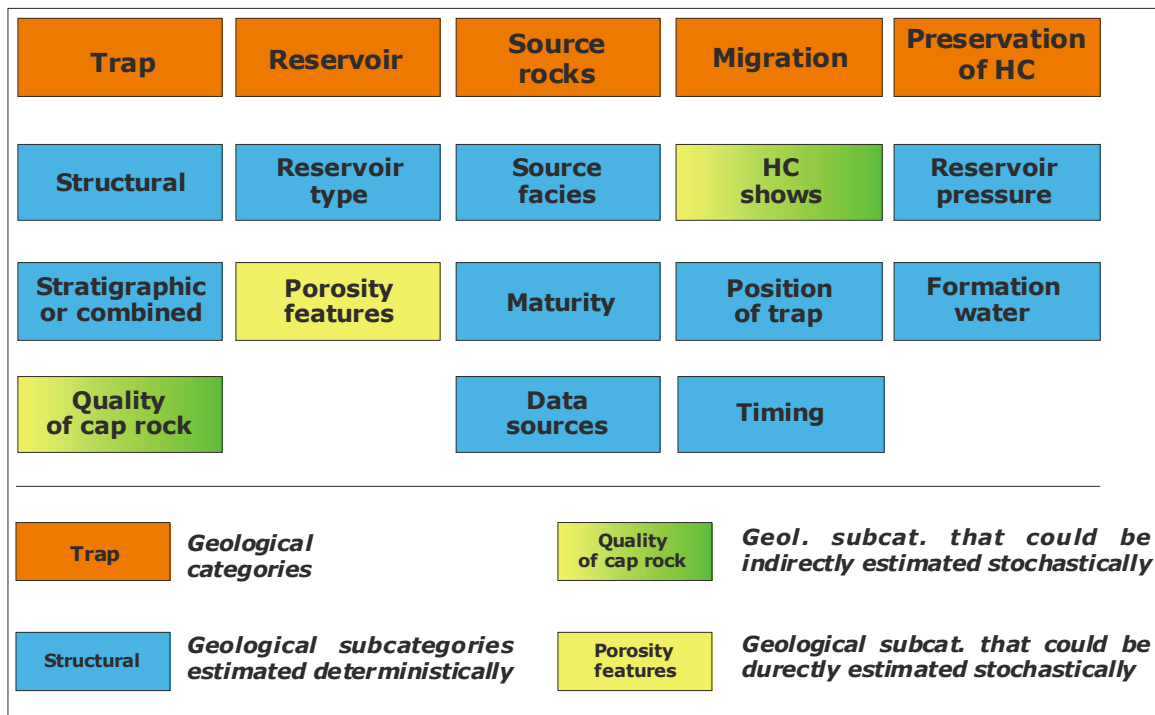 Trap
Reservoir
Source
rocks
Migration
Preservation
of HC
Structural
Reservoir
type
Source
facies
HC
shows
Reservoir
pressure
Stratigraphic
or combined
Porosity
features
Maturity
Position
of trap
Formation
water
Quality
of cap rock
Data
sources
Timing
Trap
Geological
categories
Quality
of cap rock
Geol. subcat. that could be
indirectly estimated stochastically
Structural
Geological subcategories
estimated deterministically
Porosity
features
Geological subcat. that could be
durectly estimated stochastically